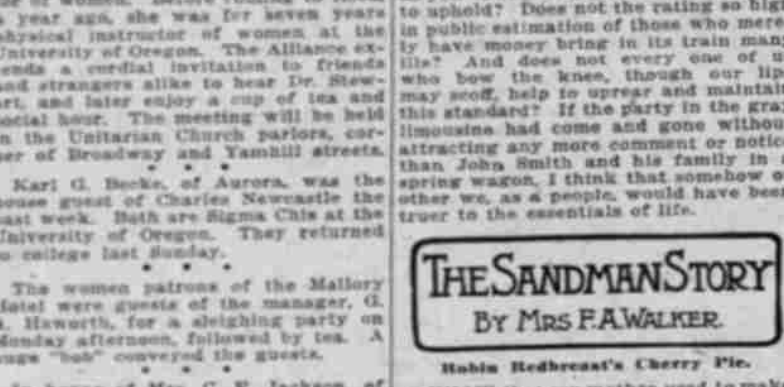 a year ago, she was for seven years
physical instructor of women at the
University of Oregon. The Alliance ex-
tends a cordial invitation to friends
and strangers alike to hear Dr. Stew-
art, and later enjoy a cup of tea and
social hour. The meeting will be held
in the Unitarian Church parlors, cor-
ner of Broadway and Yamhill streets.
* * *
Karl G. Becke, of Aurora, was the
house guest of Charles Newcastle the
past week. Both are Sigma Chis at the
University of Oregon. They returned
to college last Sunday.
* * *
The women patrons of the Mallory
Hotel were guests of the manager, G.
Haworth, for a sleighing party on
Monday afternoon, followed by tea. A
huge "bob" conveyed the guests.
* * *
to uphold? Does not the rating so high
in public estimation of those who mere-
ly have money bring in its train many
ills? And does not every one of us
who bow the knee, though our lips
may scoff, help to uprear and maintain
this standard? If the party in the gray
limousine had come and gone without
attracting any more comment or notice
than John Smith and his family in a
spring wagon, I think that somehow or
other we, as a people, would have been
truer to the essentials of life.
THE SANDMAN STORY
BY MRS F. A. WALKER.
Robin Redbreast's Cherry Pie.